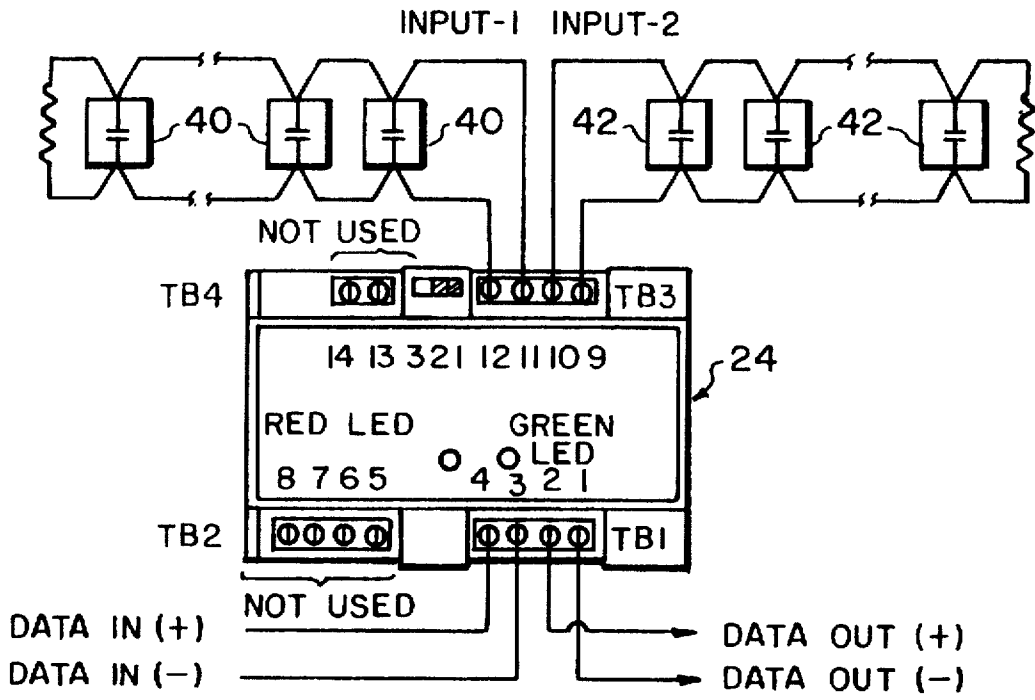 INPUT-1 INPUT-2
40 40 42 42
NOT USED
TB4 TB3
14 13 3 2 1 12 11 10 9
24
RED LED GREEN LED
8 7 6 5 4 3 2 1
TB2 TB1
NOT USED
DATA IN (+) DATA OUT (+)
DATA IN (-) DATA OUT (-)